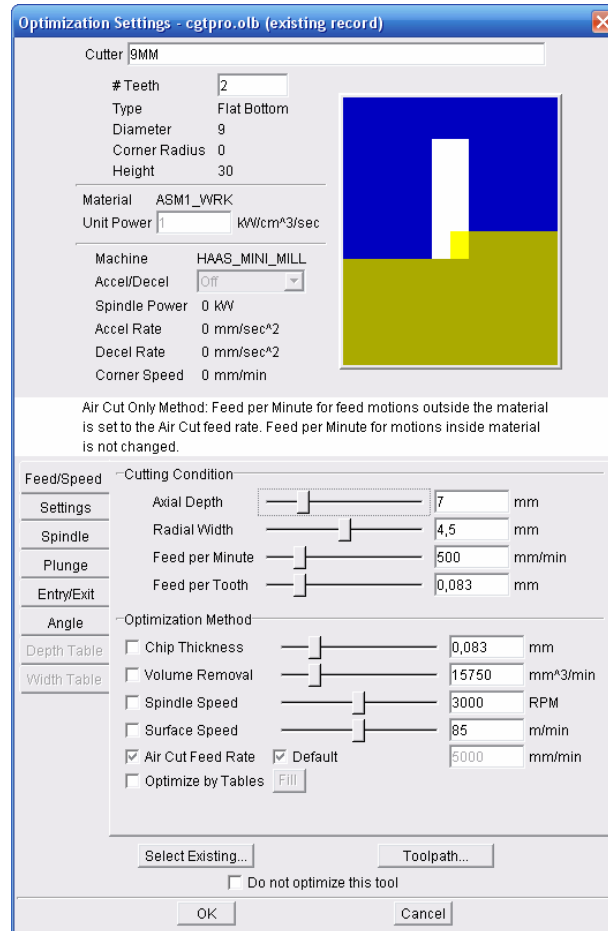 Optimization Settings - cgtpro.olb (existing record)
Cutter 9MM
# Teeth 2
Type Flat Bottom
Diameter 9
Corner Radius 0
Height 30
Material ASM1_WRK
Unit Power 1 kW/cm^3/sec
Machine HAAS_MINI_MILL
Accel/Decel Off
Spindle Power 0 kW
Accel Rate 0 mm/sec^2
Decel Rate 0 mm/sec^2
Corner Speed 0 mm/min
Air Cut Only Method: Feed per Minute for feed motions outside the material
is set to the Air Cut feed rate. Feed per Minute for motions inside material
is not changed.
Feed/Speed
Settings
Spindle
Plunge
Entry/Exit
Angle
Depth Table
Width Table
Cutting Condition
Axial Depth 7 mm
Radial Width 4,5 mm
Feed per Minute 500 mm/min
Feed per Tooth 0,083 mm
Optimization Method
Chip Thickness 0,083 mm
Volume Removal 15750 mm^3/min
Spindle Speed 3000 RPM
Surface Speed 85 m/min
Air Cut Feed Rate Default 5000 mm/min
Optimize by Tables Fill
Select Existing... Toolpath...
Do not optimize this tool
OK Cancel